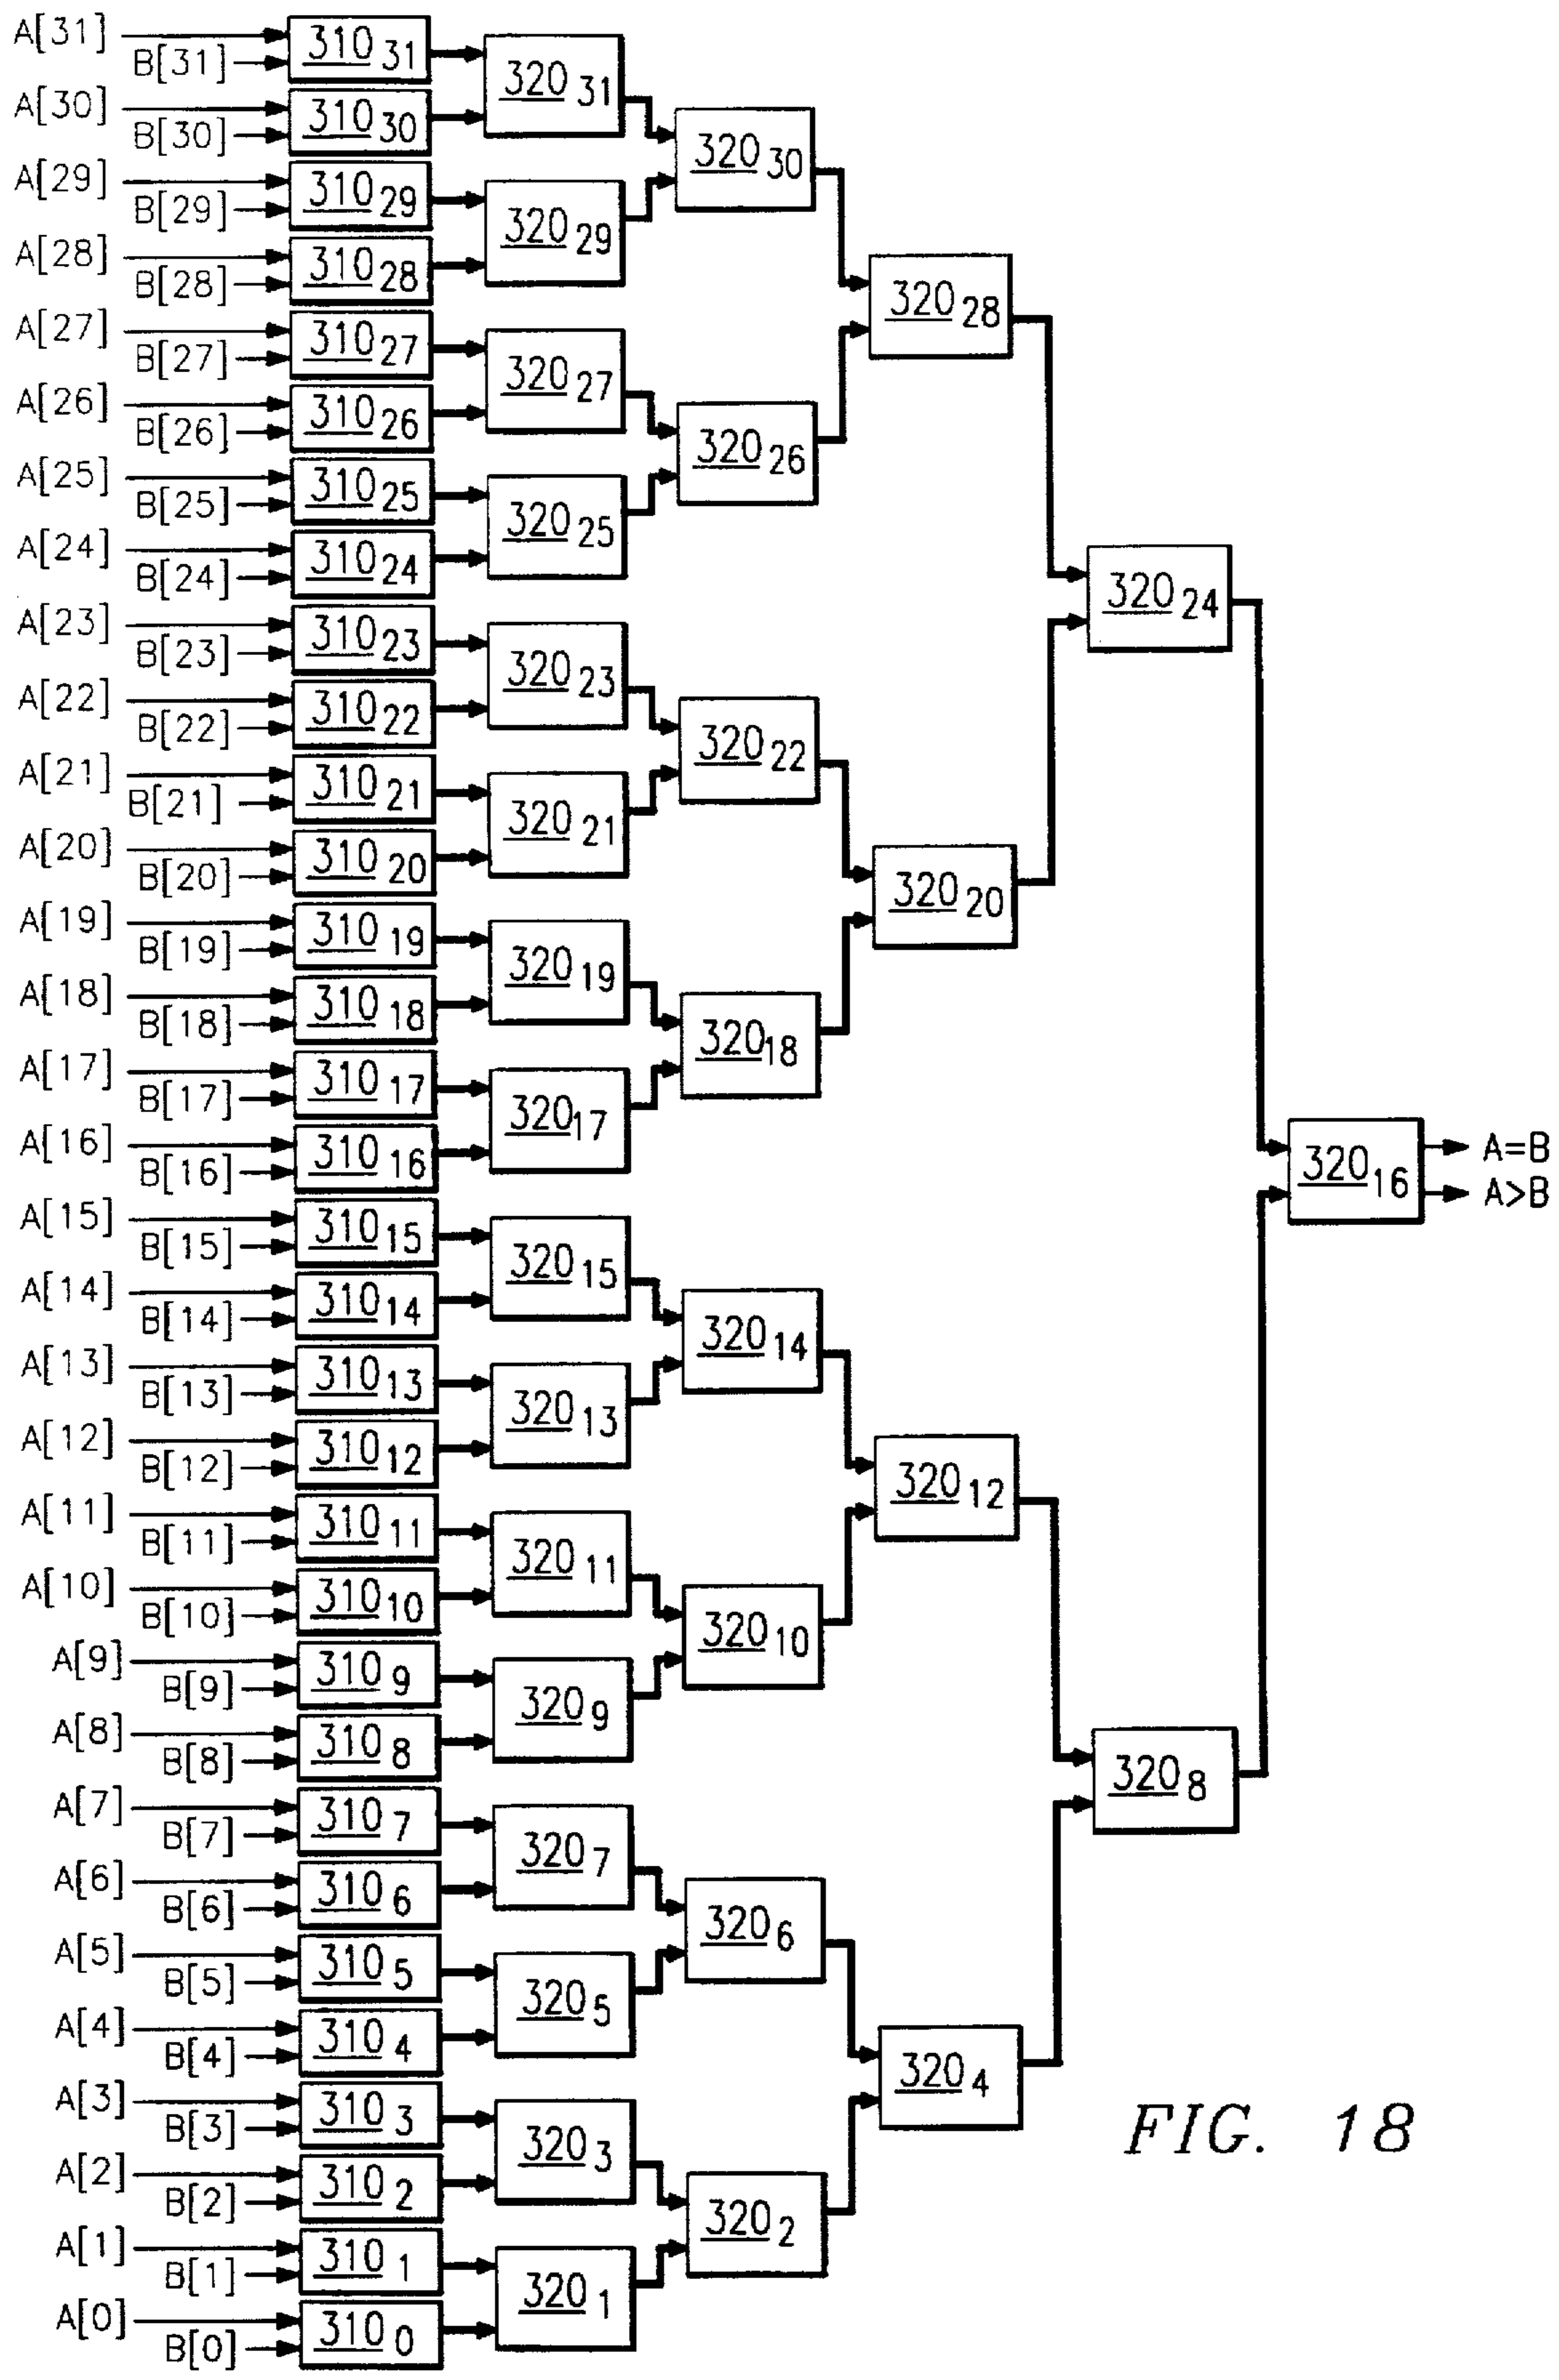 A[31] 310 31
B[31]
320 31
A[30] 310 30
B[30]
320 30
A[29] 310 29
B[29]
320 29
A[28] 310 28
B[28]
320 28
A[27] 310 27
B[27]
320 27
A[26] 310 26
B[26]
320 26
A[25] 310 25
B[25]
320 25
A[24] 310 24
B[24]
320 24
A[23] 310 23
B[23]
320 23
A[22] 310 22
B[22]
320 22
A[21] 310 21
B[21]
320 21
A[20] 310 20
B[20]
320 20
A[19] 310 19
B[19]
320 19
A[18] 310 18
B[18]
320 18
A[17] 310 17
B[17]
320 17
A[16] 310 16
B[16]
320 16
A=B
A>B
A[15] 310 15
B[15]
320 15
A[14] 310 14
B[14]
320 14
A[13] 310 13
B[13]
320 13
A[12] 310 12
B[12]
320 12
A[11] 310 11
B[11]
320 11
A[10] 310 10
B[10]
320 10
A[9] 310 9
B[9]
320 9
A[8] 310 8
B[8]
320 8
A[7] 310 7
B[7]
320 7
A[6] 310 6
B[6]
320 6
A[5] 310 5
B[5]
320 5
A[4] 310 4
B[4]
320 4
A[3] 310 3
B[3]
320 3
A[2] 310 2
B[2]
320 2
A[1] 310 1
B[1]
320 1
A[0] 310 0
B[0]
FIG. 18